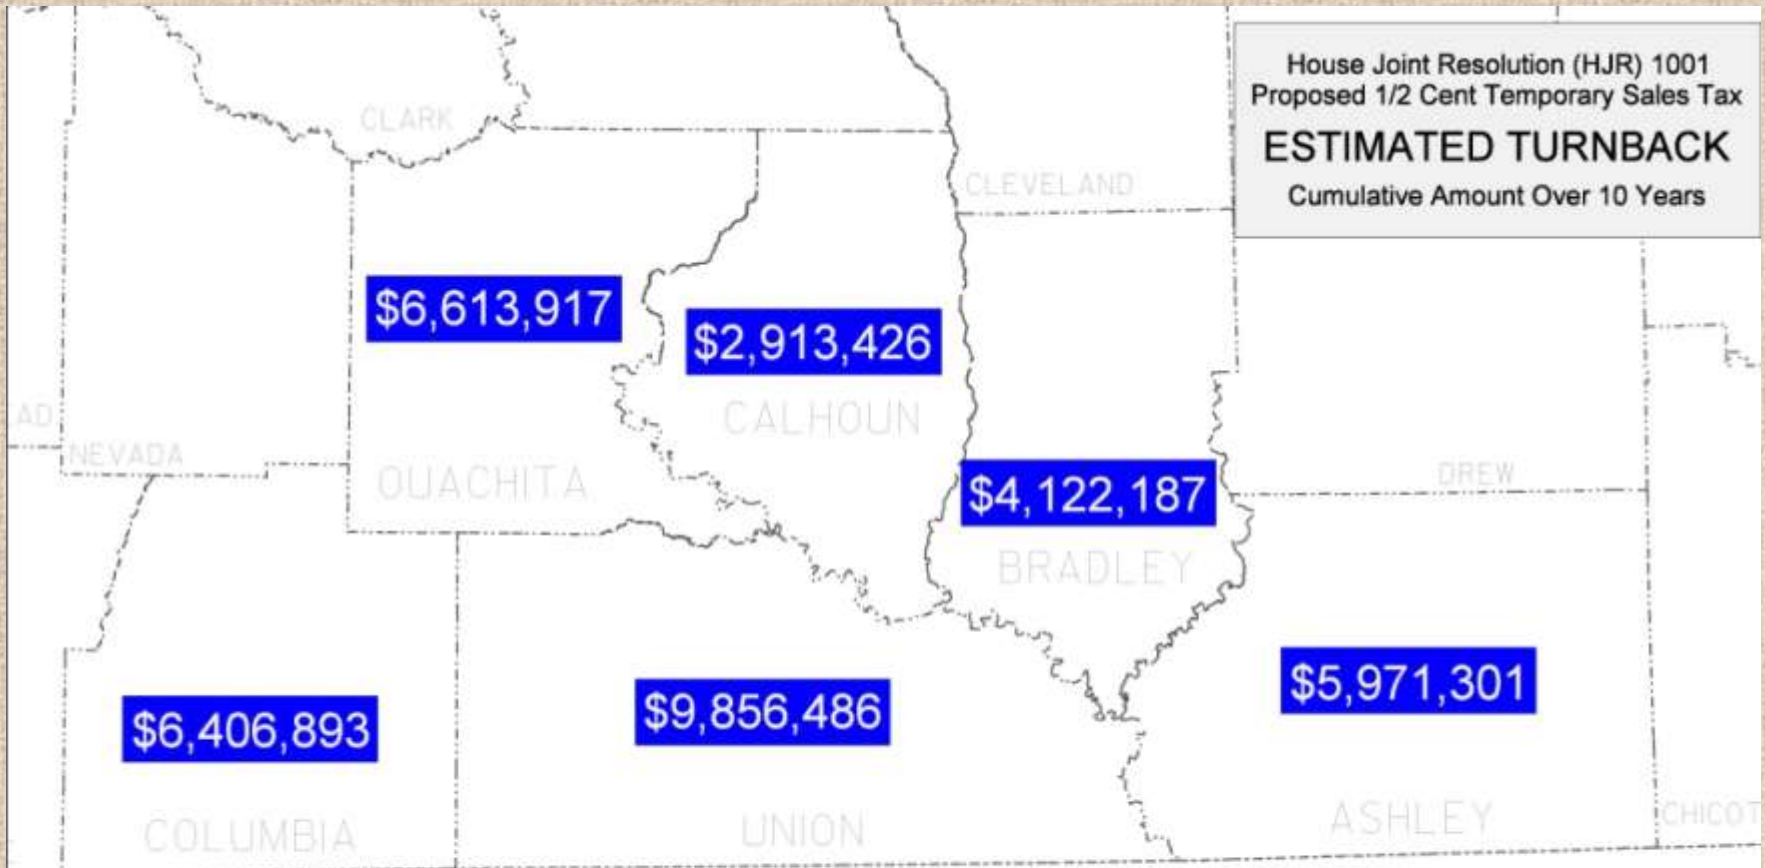 House Joint Resolution (HJR) 1001
Proposed 1/2 Cent Temporary Sales Tax
ESTIMATED TURNBACK
Cumulative Amount Over 10 Years
CLARK
CLEVELAND
$6,613,917
$2,913,426
AD
CALHOUN
NEVADA
OUACHITA
DREW
$4,122,187
BRADLEY
$5,971,301
$6,406,893
$9,856,486
COLUMBIA
UNION
ASHLEY
CHICOT